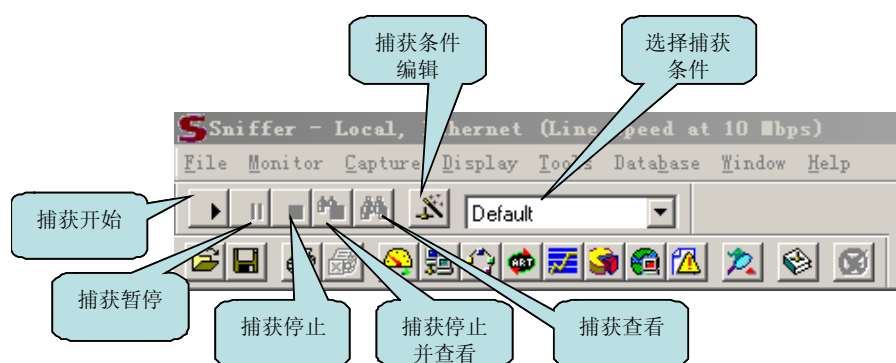 捕获条件
编辑
选择捕获
条件
Sniffer - Local, Ethernet (Line speed at 10 Mbps)
File Monitor Capture Display Tools Database Window Help
捕获开始
Default
ART
捕获暂停
捕获停止
捕获停止
并查看
捕获查看